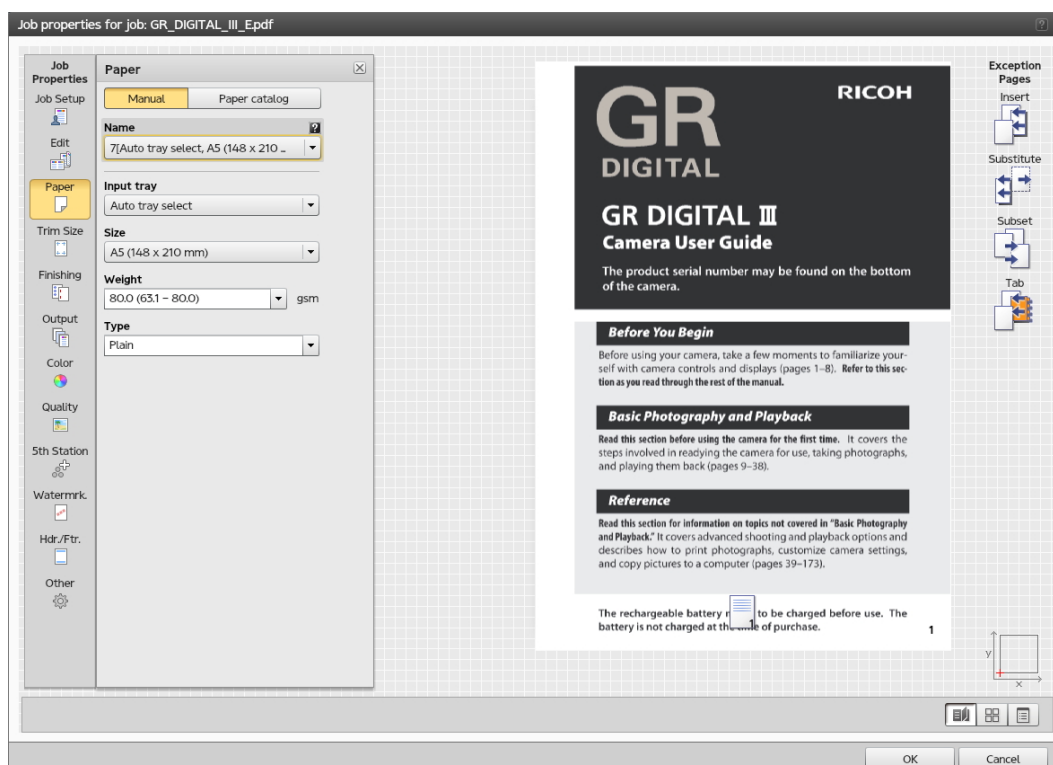 Job properties for job: GR_DIGITAL_III_E.pdf
?
Job
Properties
Job Setup
Edit
Paper
Trim Size
Finishing
Output
Color
Quality
5th Station
Watermrk.
Hdr./Ftr.
Other
Paper
Manual
Paper catalog
Name
?
7[Auto tray select, A5 (148 x 210 ...
Input tray
Auto tray select
Size
A5 (148 x 210 mm)
Weight
80.0 (63.1 – 80.0)
gsm
Type
Plain
RICOH
GR
DIGITAL
GR DIGITAL III
Camera User Guide
The product serial number may be found on the bottom
of the camera.
Before You Begin
Before using your camera, take a few moments to familiarize your-
self with camera controls and displays (pages 1–8). Refer to this sec-
tion as you read through the rest of the manual.
Basic Photography and Playback
Read this section before using the camera for the first time. It covers the
steps involved in readying the camera for use, taking photographs,
and playing them back (pages 9–38).
Reference
Read this section for information on topics not covered in "Basic Photography
and Playback." It covers advanced shooting and playback options and
describes how to print photographs, customize camera settings,
and copy pictures to a computer (pages 39–173).
The rechargeable battery to be charged before use. The
battery is not charged at of purchase.
1
1
Exception
Pages
Insert
Substitute
Subset
Tab
y
x
OK
Cancel